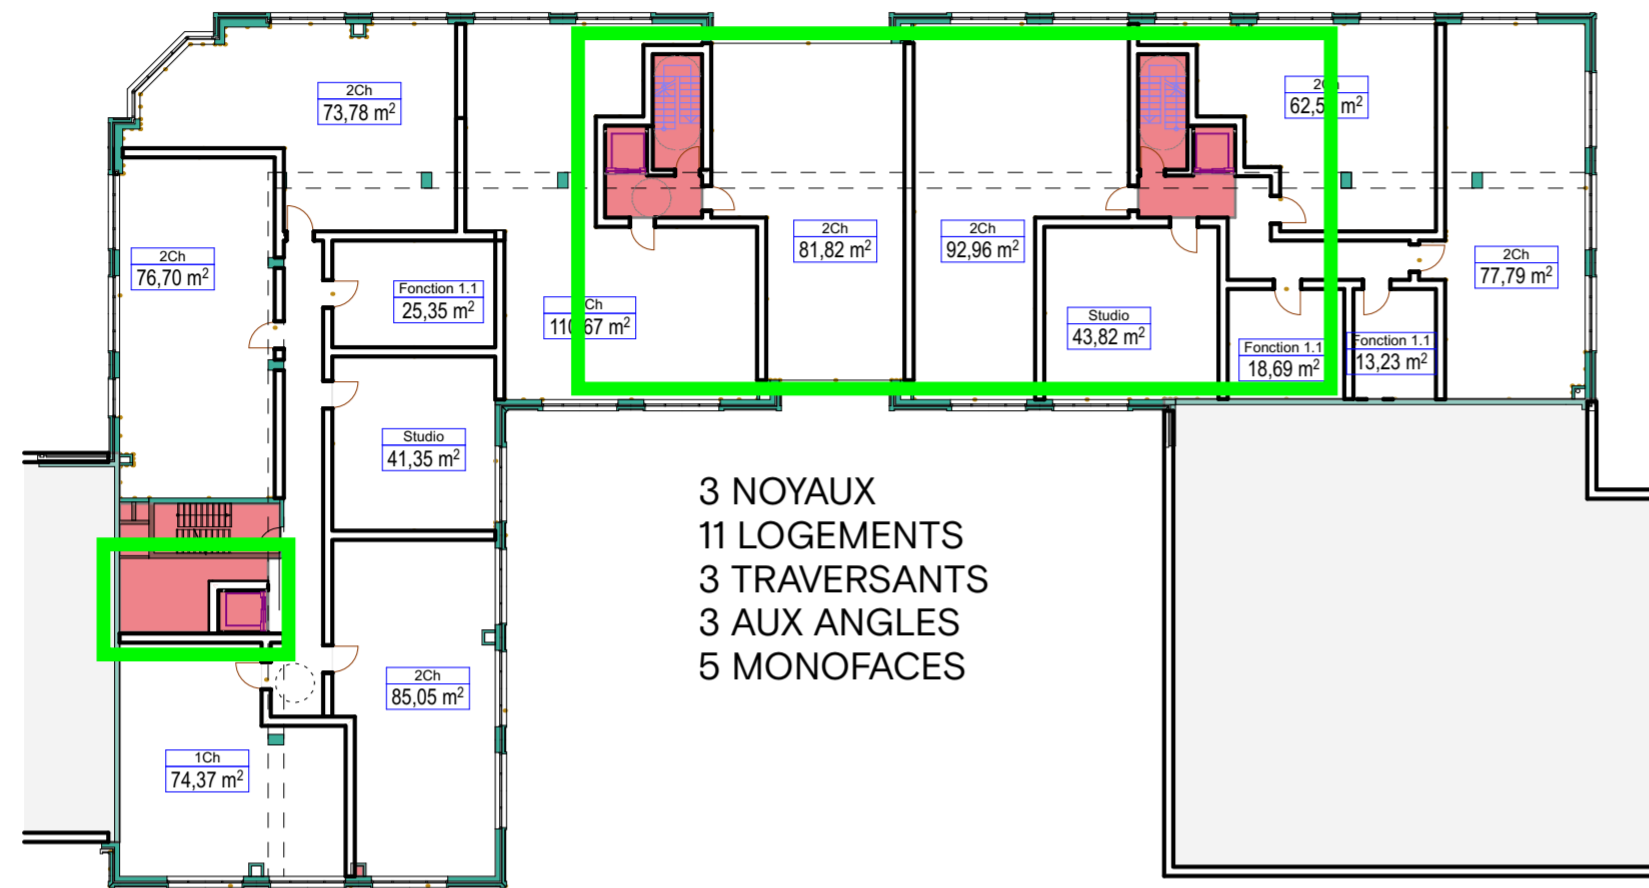 2Ch
73,78 m²
2Ch
62,5 m²
2Ch
76,70 m²
2Ch
81,82 m²
2Ch
92,96 m²
2Ch
77,79 m²
Fonction 1.1
25,35 m²
Ch
110,67 m²
Studio
43,82 m²
Fonction 1.1
18,69 m²
Fonction 1.1
13,23 m²
Studio
41,35 m²
3 NOYAUX
11 LOGEMENTS
3 TRAVERSANTS
3 AUX ANGLES
5 MONOFACES
2Ch
85,05 m²
1Ch
74,37 m²